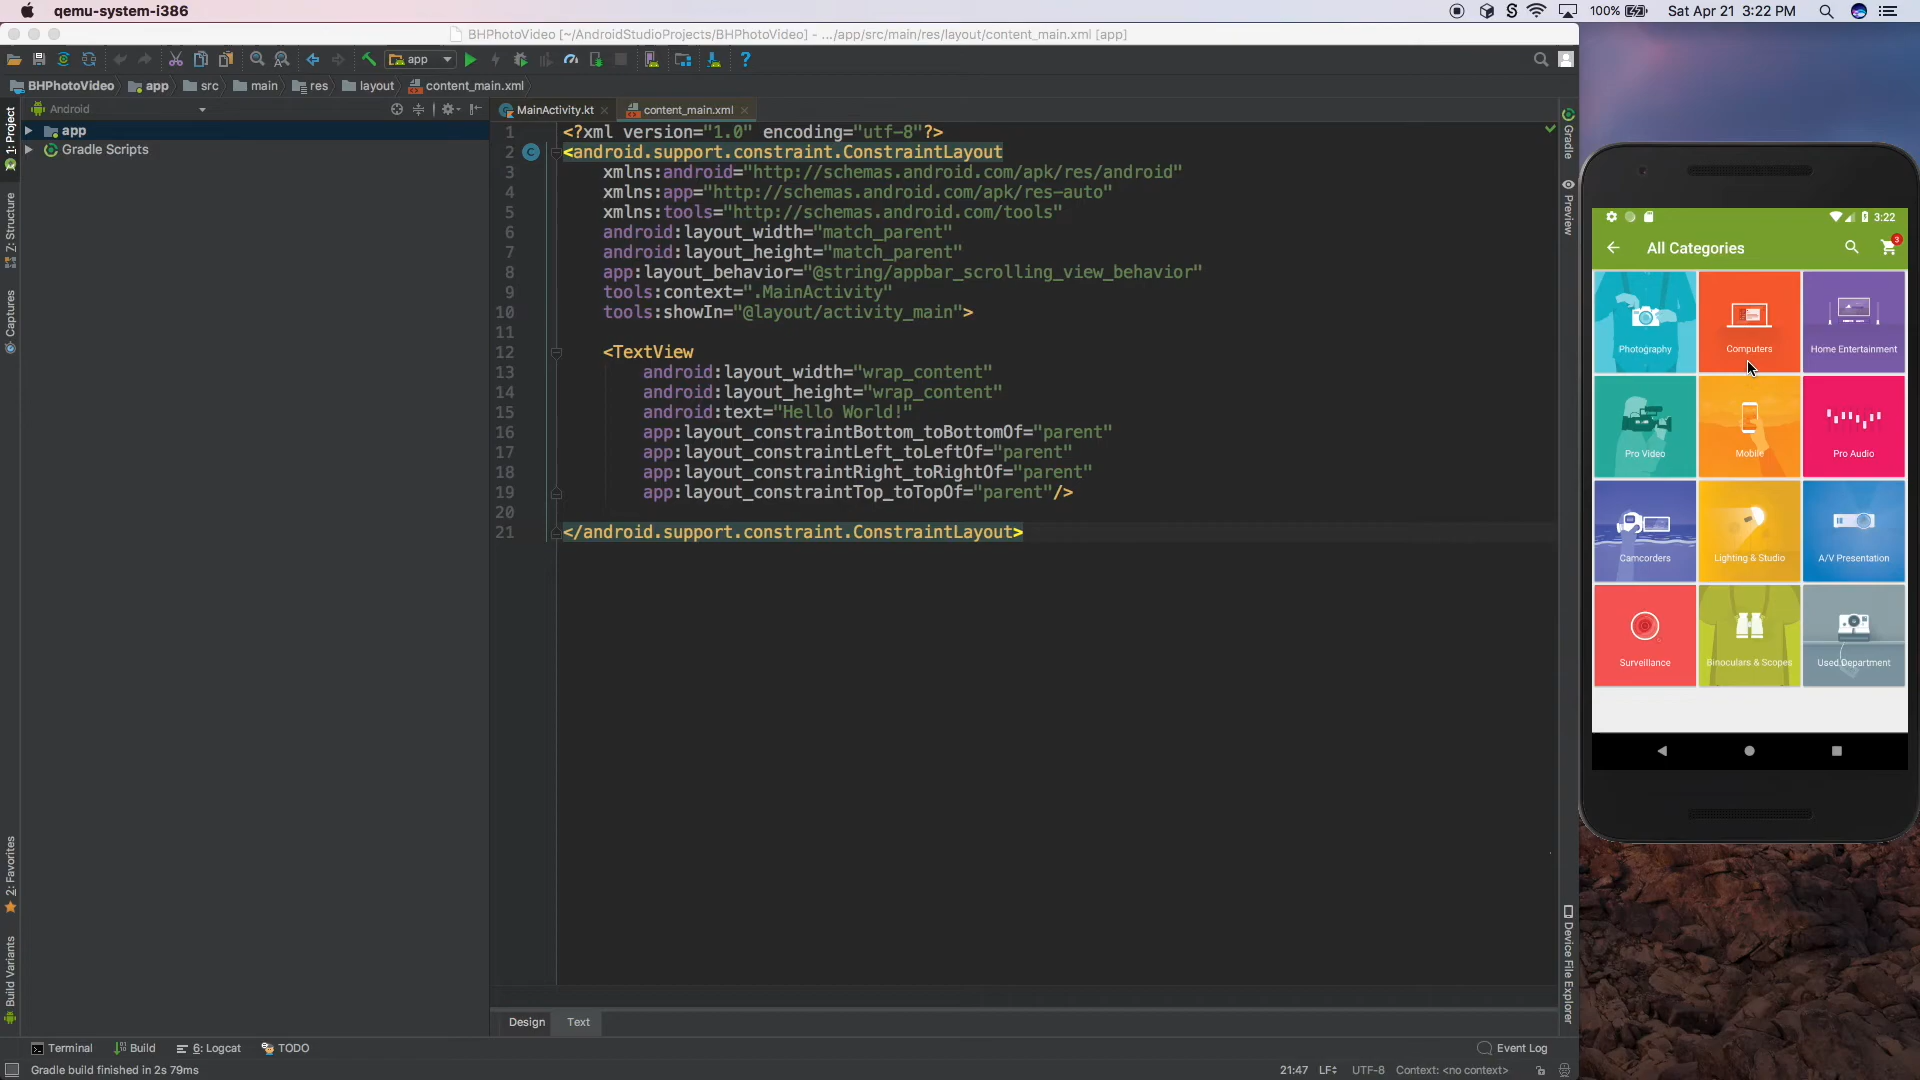 qemu-system-i386
100%
Sat Apr 21 3:22 PM
BHPhotoVideo [~/AndroidStudioProjects/BHPhotoVideo] - .../app/src/main/res/layout/content_main.xml [app]
app
BHPhotoVideo
app
src
main
res
layout
content_main.xml
Android
MainActivity.kt
content_main.xml
app
Gradle Scripts
1: Project
Z: Structure
Captures
2: Favorites
Build Variants
1 <?xml version="1.0" encoding="utf-8"?>
2 <android.support.constraint.ConstraintLayout
3 xmlns:android="http://schemas.android.com/apk/res/android"
4 xmlns:app="http://schemas.android.com/apk/res-auto"
5 xmlns:tools="http://schemas.android.com/tools"
6 android:layout_width="match_parent"
7 android:layout_height="match_parent"
8 app:layout_behavior="@string/appbar_scrolling_view_behavior"
9 tools:context=".MainActivity"
10 tools:showIn="@layout/activity_main">
11
12 <TextView
13 android:layout_width="wrap_content"
14 android:layout_height="wrap_content"
15 android:text="Hello World!"
16 app:layout_constraintBottom_toBottomOf="parent"
17 app:layout_constraintLeft_toLeftOf="parent"
18 app:layout_constraintRight_toRightOf="parent"
19 app:layout_constraintTop_toTopOf="parent"/>
20
21 </android.support.constraint.ConstraintLayout>
Gradle
Preview
Device File Explorer
3:22
All Categories
3
Photography
Computers
Home Entertainment
Pro Video
Mobile
Pro Audio
Camcorders
Lighting & Studio
A/V Presentation
Surveillance
Binoculars & Scopes
Used Department
Design
Text
Terminal
Build
6: Logcat
TODO
Event Log
Gradle build finished in 2s 79ms
21:47
LF
UTF-8
Context: <no context>